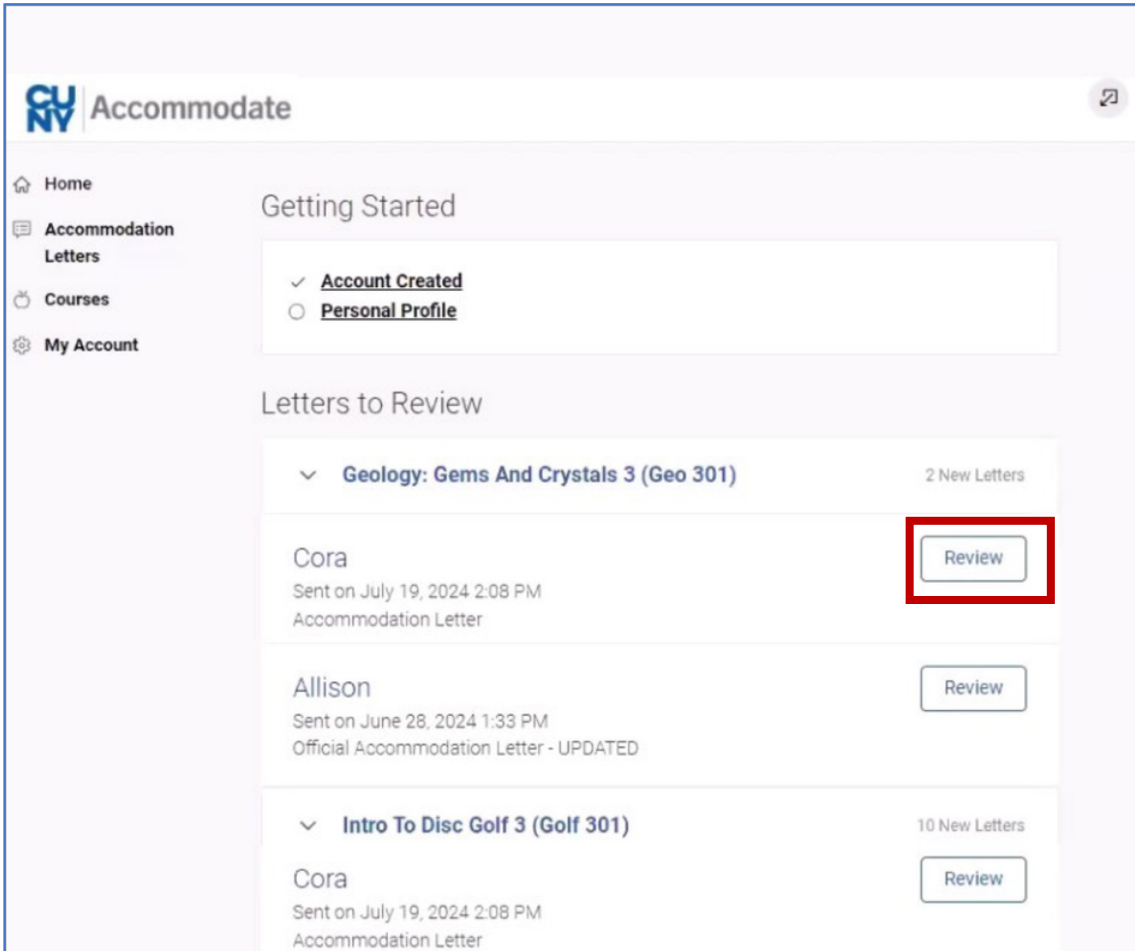 CUNY Accommodate
Home
Accommodation
Letters
Courses
My Account
Getting Started
Account Created
Personal Profile
Letters to Review
Geology: Gems And Crystals 3 (Geo 301) 2 New Letters
Cora Review
Sent on July 19, 2024 2:08 PM
Accommodation Letter
Allison Review
Sent on June 28, 2024 1:33 PM
Official Accommodation Letter - UPDATED
Intro To Disc Golf 3 (Golf 301) 10 New Letters
Cora Review
Sent on July 19, 2024 2:08 PM
Accommodation Letter